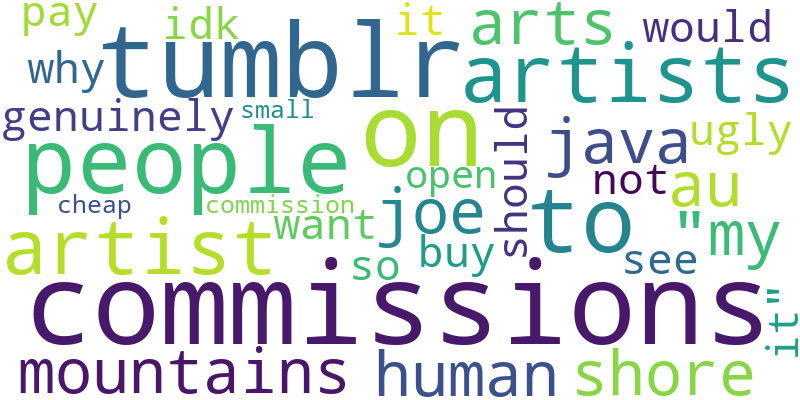 pay idk it arts would
why tumblr artists
genuinely small
people on should java ugly
open not au
cheap commission want joe to "my
artist so buy see
commissions it"
mountains human shore